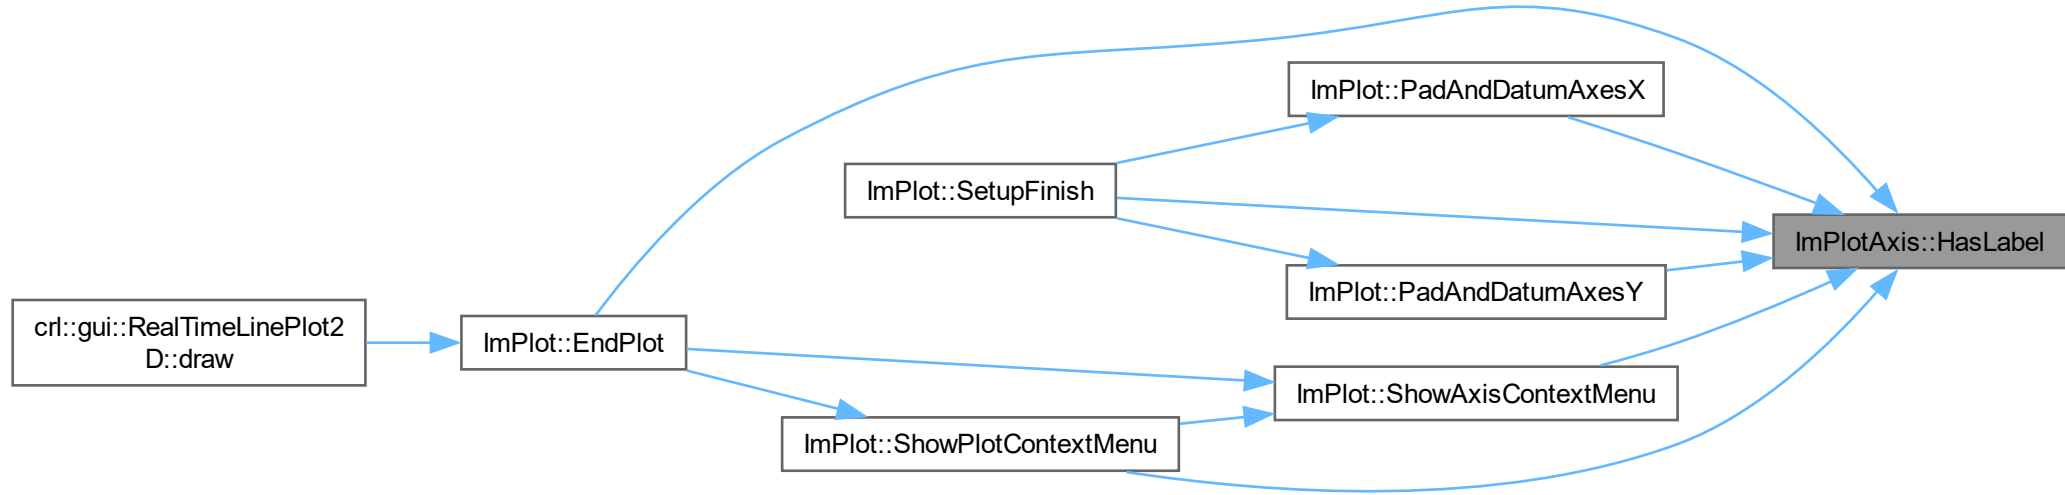 ImPlot::PadAndDatumAxesX
ImPlot::SetupFinish
ImPlotAxis::HasLabel
ImPlot::PadAndDatumAxesY
crl::gui::RealTimeLinePlot2
D::draw
ImPlot::EndPlot
ImPlot::ShowAxisContextMenu
ImPlot::ShowPlotContextMenu